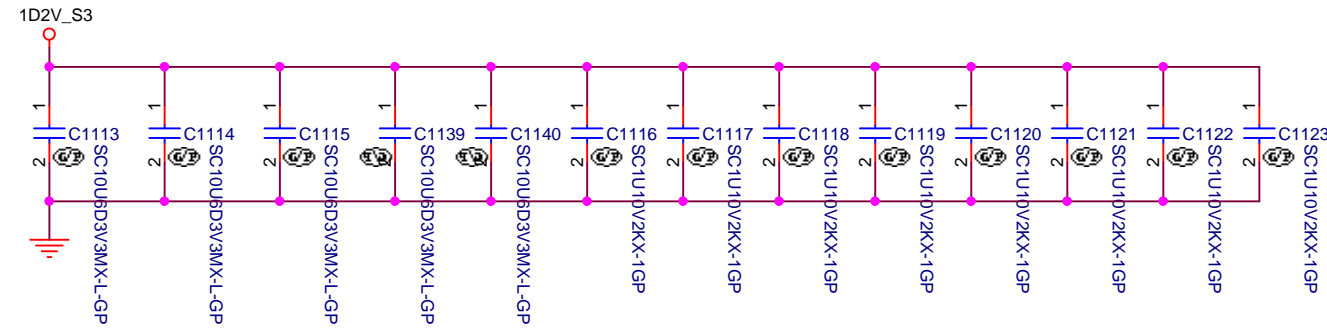 1D2V_S3
1
2
C1113
SC10U6D3V3MX-L-GP
1
2
C1114
SC10U6D3V3MX-L-GP
1
2
C1115
SC10U6D3V3MX-L-GP
1
2
C1139
SC10U6D3V3MX-L-GP
1
2
C1140
SC10U6D3V3MX-L-GP
1
2
C1116
SC1U10V2KX-1GP
1
2
C1117
SC1U10V2KX-1GP
1
2
C1118
SC1U10V2KX-1GP
1
2
C1119
SC1U10V2KX-1GP
1
2
C1120
SC1U10V2KX-1GP
1
2
C1121
SC1U10V2KX-1GP
1
2
C1122
SC1U10V2KX-1GP
1
2
C1123
SC1U10V2KX-1GP